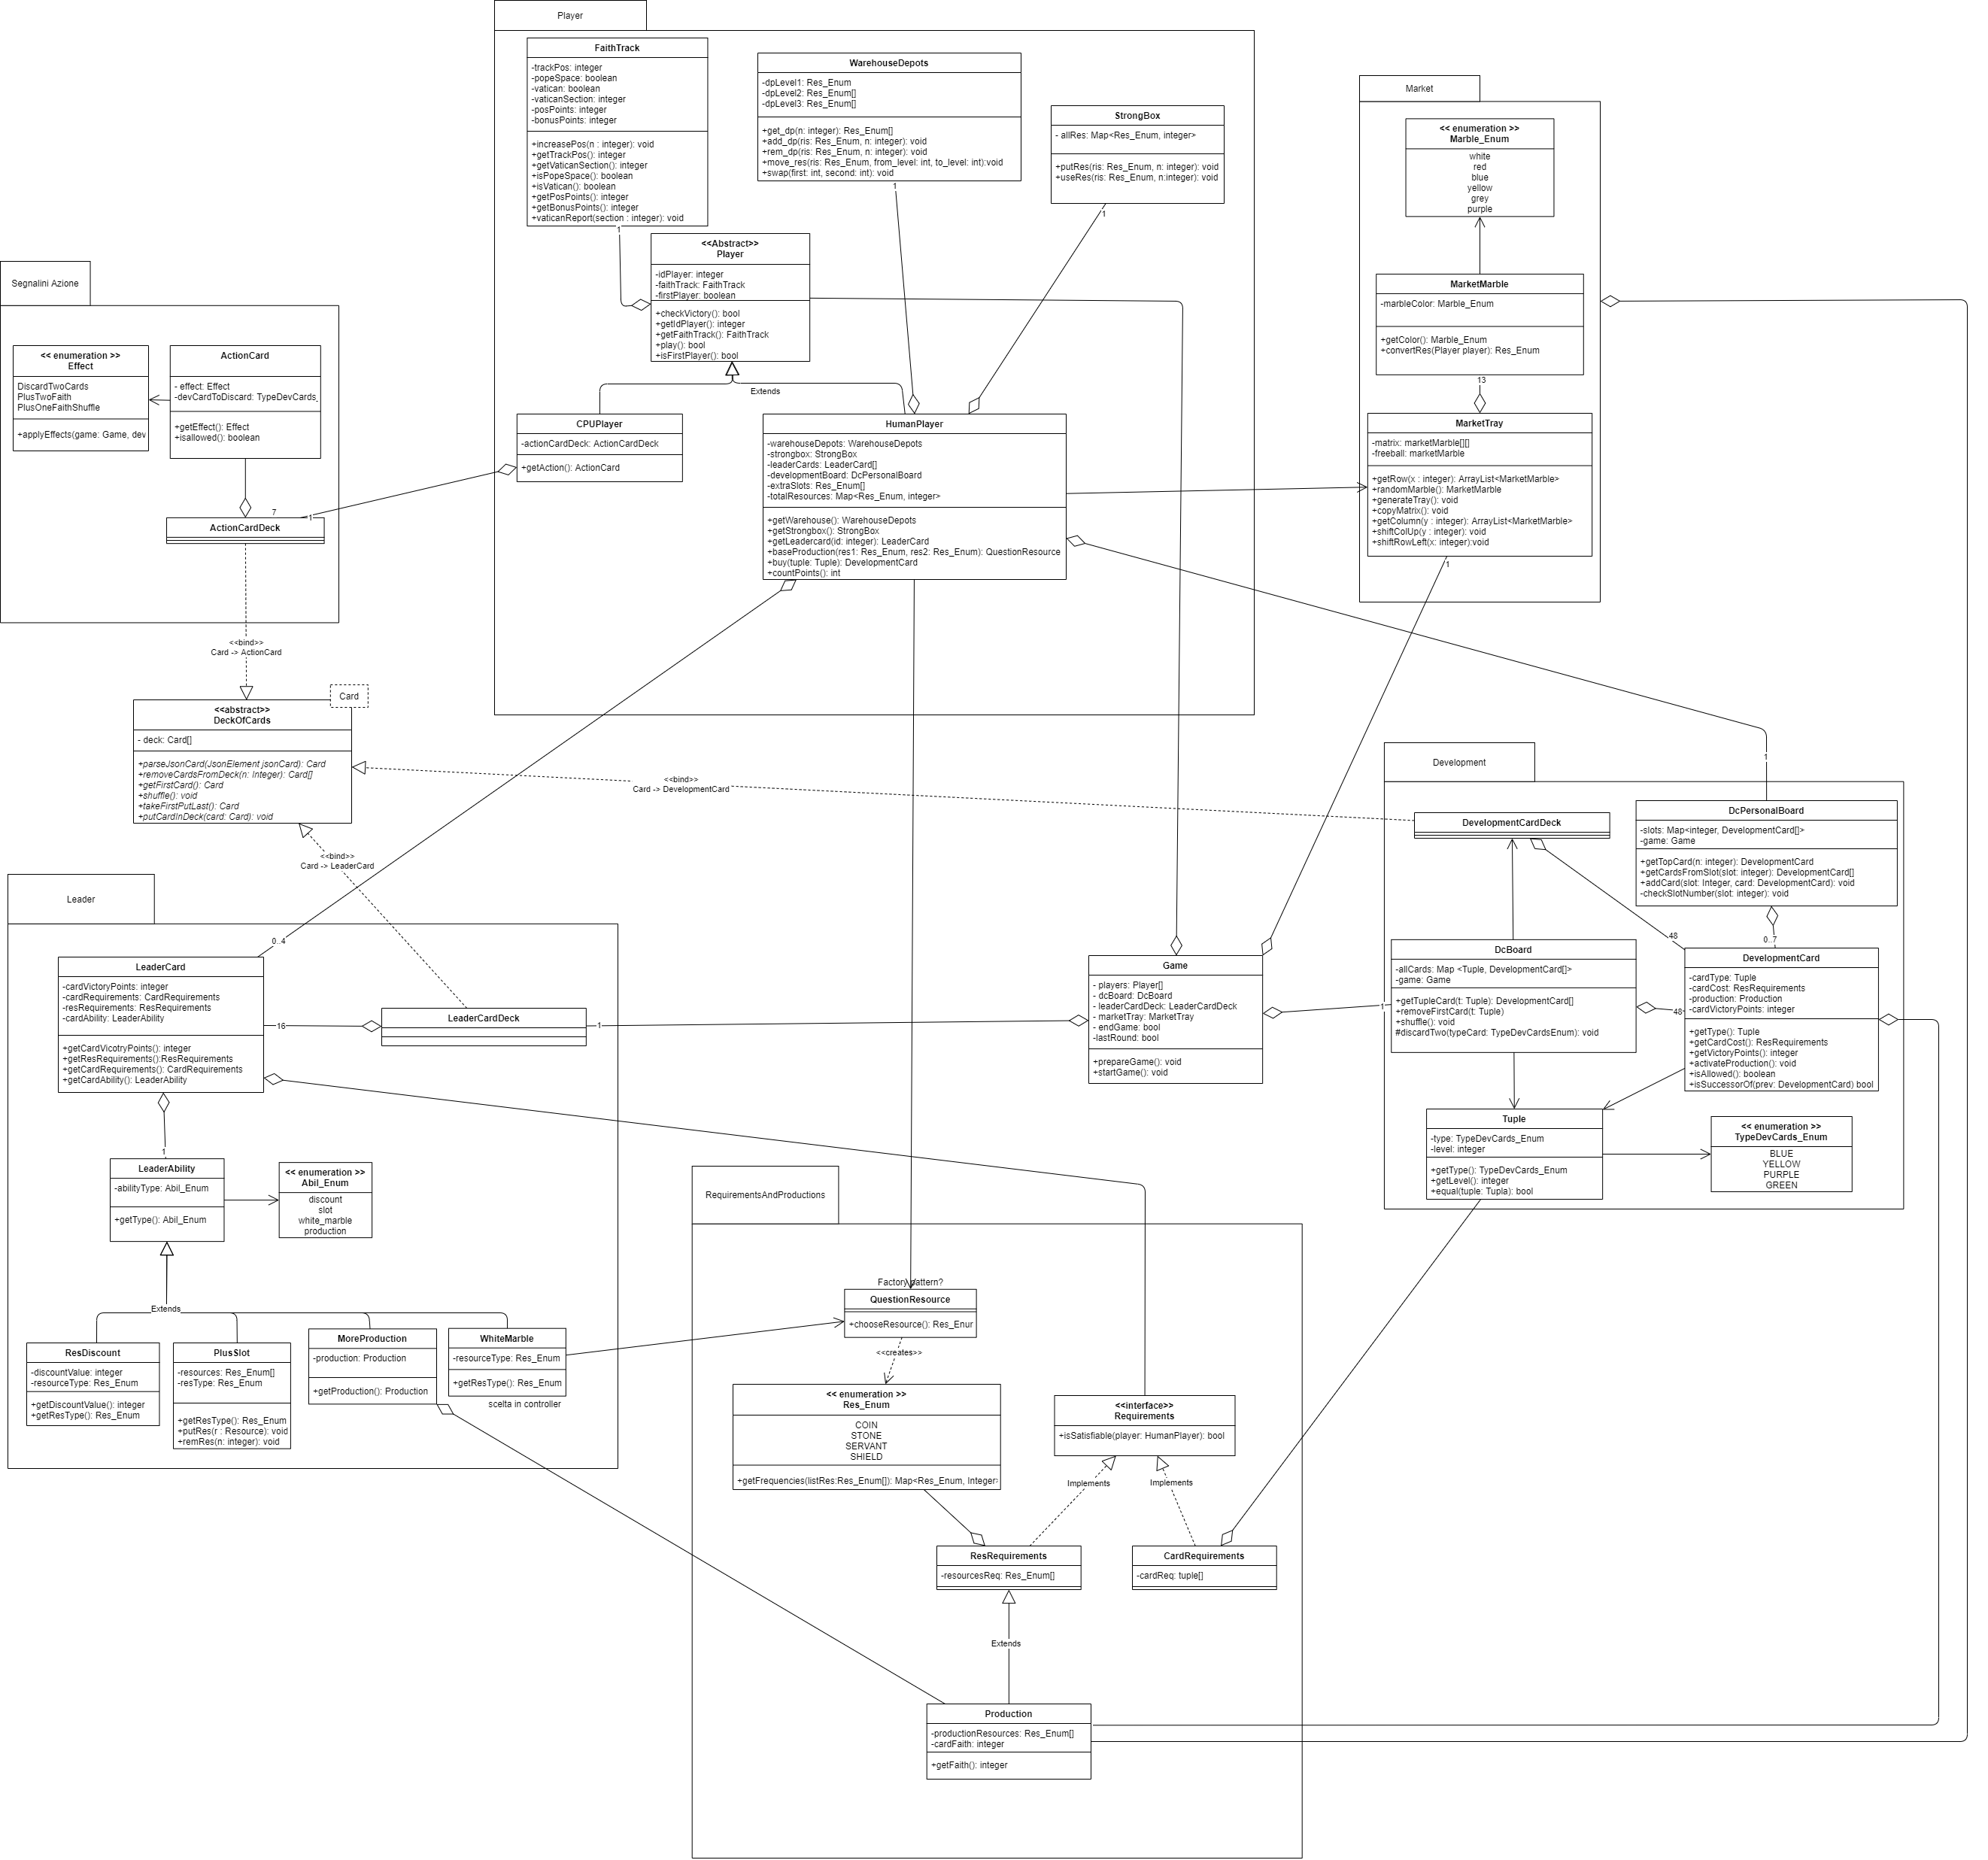 Player
FaithTrack
-trackPos: integer
-popeSpace: boolean
-vatican: boolean
-vaticanSection: integer
-posPoints: integer
-bonusPoints: integer
+increasePos(n : integer): void
+getTrackPos(): integer
+getVaticanSection(): integer
+isPopeSpace(): boolean
+isVatican(): boolean
+getPosPoints(): integer
+getBonusPoints(): integer
+vaticanReport(section : integer): void
1
WarehouseDepots
-dpLevel1: Res_Enum
-dpLevel2: Res_Enum[]
-dpLevel3: Res_Enum[]
+get_dp(n: integer): Res_Enum[]
+add_dp(ris: Res_Enum, n: integer): void
+rem_dp(ris: Res_Enum, n: integer): void
+move_res(ris: Res_Enum, from_level: int, to_level: int):void
+swap(first: int, second: int): void
1
StrongBox
- allRes: Map<Res_Enum, integer>
+putRes(ris: Res_Enum, n: integer): void
+useRes(ris: Res_Enum, n:integer): void
1
<<Abstract>>
Player
-idPlayer: integer
-faithTrack: FaithTrack
-firstPlayer: boolean
+checkVictory(): bool
+getIdPlayer(): integer
+getFaithTrack(): FaithTrack
+play(): bool
+isFirstPlayer(): bool
Extends
CPUPlayer
-actionCardDeck: ActionCardDeck
+getAction(): ActionCard
HumanPlayer
-warehouseDepots: WarehouseDepots
-strongbox: StrongBox
-leaderCards: LeaderCard[]
-developmentBoard: DcPersonalBoard
-extraSlots: Res_Enum[]
-totalResources: Map<Res_Enum, integer>
+getWarehouse(): WarehouseDepots
+getStrongbox(): StrongBox
+getLeadercard(id: integer): LeaderCard
+baseProduction(res1: Res_Enum, res2: Res_Enum): QuestionResource
+buy(tuple: Tuple): DevelopmentCard
+countPoints(): int
Market
<< enumeration >>
Marble_Enum
white
red
blue
yellow
grey
purple
MarketMarble
-marbleColor: Marble_Enum
+getColor(): Marble_Enum
+convertRes(Player player): Res_Enum
13
MarketTray
-matrix: marketMarble[][]
-freeball: marketMarble
+getRow(x : integer): ArrayList<MarketMarble>
+randomMarble(): MarketMarble
+generateTray(): void
+copyMatrix(): void
+getColumn(y : integer): ArrayList<MarketMarble>
+shiftColUp(y : integer): void
+shiftRowLeft(x: integer):void
1
Segnalini Azione
<< enumeration >>
Effect
DiscardTwoCards
PlusTwoFaith
PlusOneFaithShuffle
+applyEffects(game: Game, dev
ActionCard
- effect: Effect
-devCardToDiscard: TypeDevCards_
+getEffect(): Effect
+isallowed(): boolean
7
1
ActionCardDeck
<<bind>>
Card -> ActionCard
Card
<<abstract>>
DeckOfCards
- deck: Card[]
+parseJsonCard(JsonElement jsonCard): Card
+removeCardsFromDeck(n: Integer): Card[]
+getFirstCard(): Card
+shuffle(): void
+takeFirstPutLast(): Card
+putCardInDeck(card: Card): void
<<bind>>
Card -> DevelopmentCard
<<bind>>
Card -> LeaderCard
Development
DevelopmentCardDeck
1
DcPersonalBoard
-slots: Map<integer, DevelopmentCard[]>
-game: Game
+getTopCard(n: integer): DevelopmentCard
+getCardsFromSlot(slot: integer): DevelopmentCard[]
+addCard(slot: Integer, card: DevelopmentCard): void
-checkSlotNumber(slot: integer): void
48
0..7
DcBoard
-allCards: Map <Tuple, DevelopmentCard[]>
-game: Game
+getTupleCard(t: Tuple): DevelopmentCard[]
+removeFirstCard(t: Tuple)
+shuffle(): void
#discardTwo(typeCard: TypeDevCardsEnum): void
1
48
DevelopmentCard
-cardType: Tuple
-cardCost: ResRequirements
-production: Production
-cardVictoryPoints: integer
+getType(): Tuple
+getCardCost(): ResRequirements
+getVictoryPoints(): integer
+activateProduction(): void
+isAllowed(): boolean
+isSuccessorOf(prev: DevelopmentCard) bool
Tuple
-type: TypeDevCards_Enum
-level: integer
+getType(): TypeDevCards_Enum
+getLevel(): integer
+equal(tuple: Tupla): bool
<< enumeration >>
TypeDevCards_Enum
BLUE
YELLOW
PURPLE
GREEN
Game
- players: Player[]
- dcBoard: DcBoard
- leaderCardDeck: LeaderCardDeck
- marketTray: MarketTray
- endGame: bool
-lastRound: bool
+prepareGame(): void
+startGame(): void
Leader
0..4
LeaderCard
-cardVictoryPoints: integer
-cardRequirements: CardRequirements
-resRequirements: ResRequirements
-cardAbility: LeaderAbility
+getCardVicotryPoints(): integer
+getResRequirements():ResRequirements
+getCardRequirements(): CardRequirements
+getCardAbility(): LeaderAbility
16
LeaderCardDeck
1
1
LeaderAbility
-abilityType: Abil_Enum
+getType(): Abil_Enum
<< enumeration >>
Abil_Enum
discount
slot
white_marble
production
Extends
ResDiscount
-discountValue: integer
-resourceType: Res_Enum
+getDiscountValue(): integer
+getResType(): Res_Enum
PlusSlot
-resources: Res_Enum[]
-resType: Res_Enum
+getResType(): Res_Enum
+putRes(r : Resource): void
+remRes(n: integer): void
MoreProduction
-production: Production
+getProduction(): Production
WhiteMarble
-resourceType: Res_Enum
+getResType(): Res_Enum
scelta in controller
RequirementsAndProductions
Factory pattern?
QuestionResource
+chooseResource(): Res_Enur
<<creates>>
<< enumeration >>
Res_Enum
COIN
STONE
SERVANT
SHIELD
+getFrequencies(listRes:Res_Enum[]): Map<Res_Enum, Integer>
<<interface>>
Requirements
+isSatisfiable(player: HumanPlayer): bool
Implements
Implements
ResRequirements
-resourcesReq: Res_Enum[]
CardRequirements
-cardReq: tuple[]
Extends
Production
-productionResources: Res_Enum[]
-cardFaith: integer
+getFaith(): integer